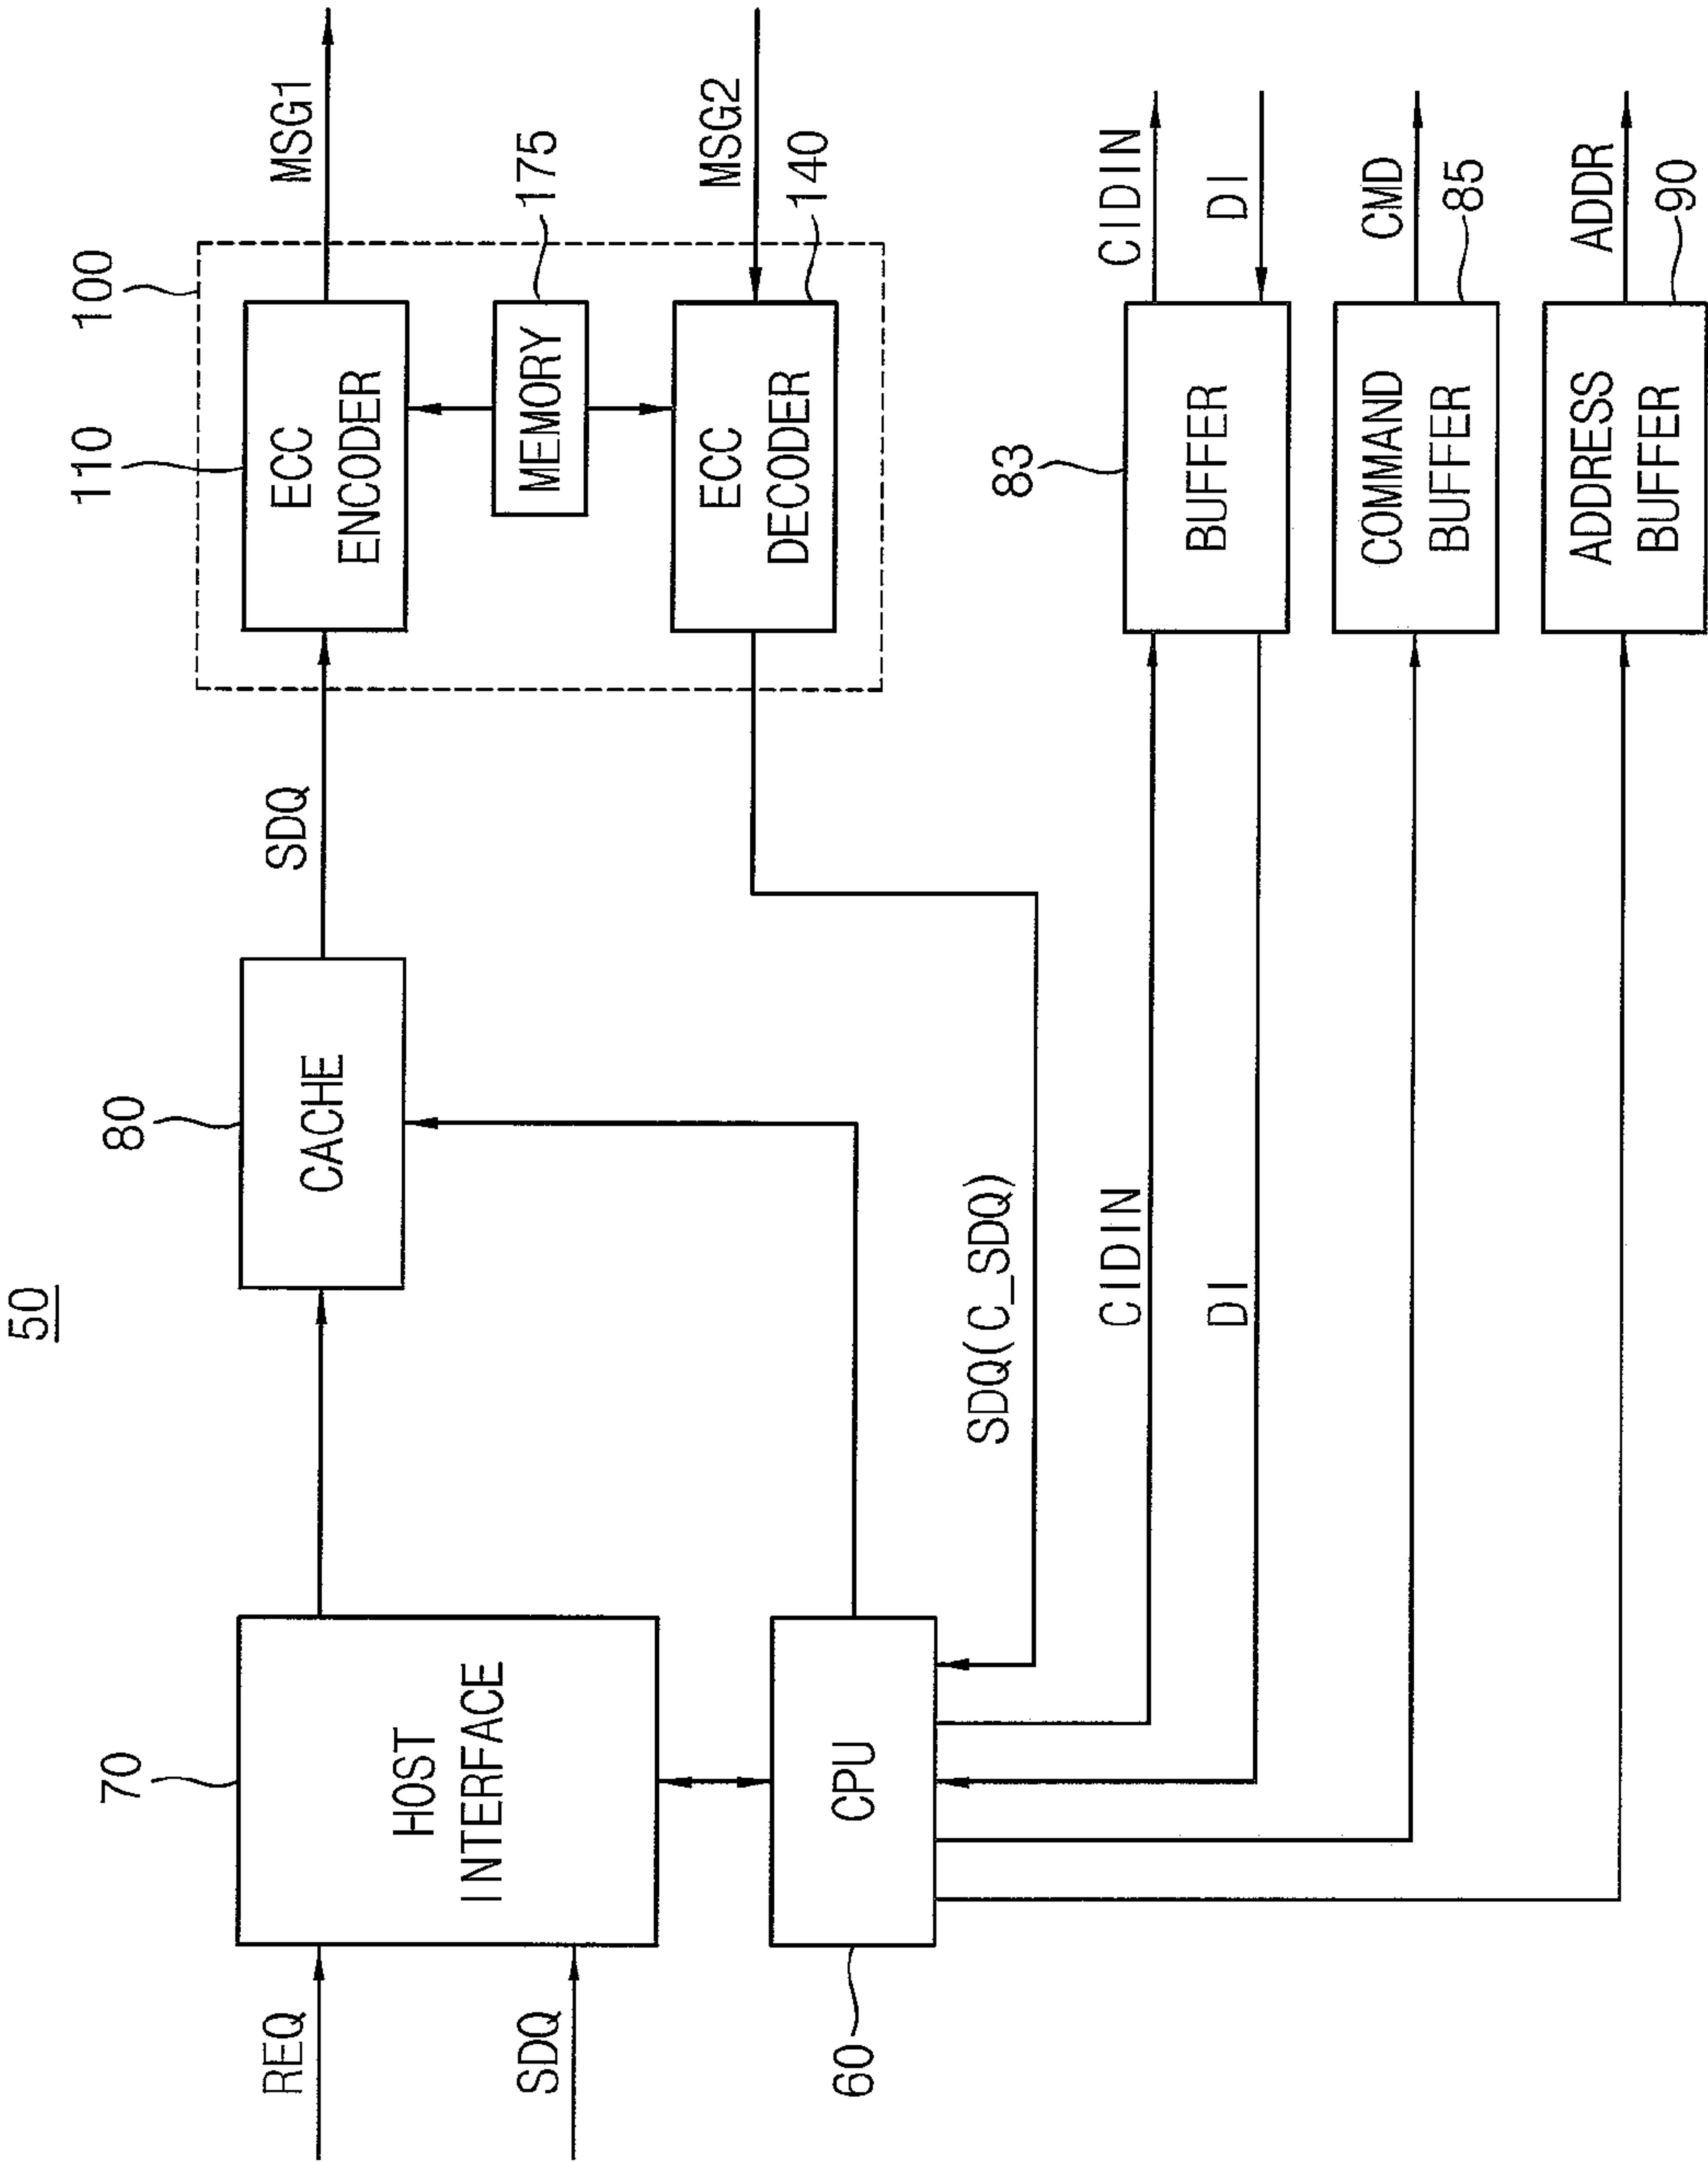 50
REQ
SDQ
70
HOST
INTERFACE
60
CPU
80
CACHE
SDQ
100
110
ECC
ENCODER
MSG1
175
MEMORY
ECC
DECODER
140
MSG2
SDQ(C_SDQ)
CIDIN
DI
83
BUFFER
CIDIN
DI
COMMAND
BUFFER
CMD
85
ADDRESS
BUFFER
ADDR
90